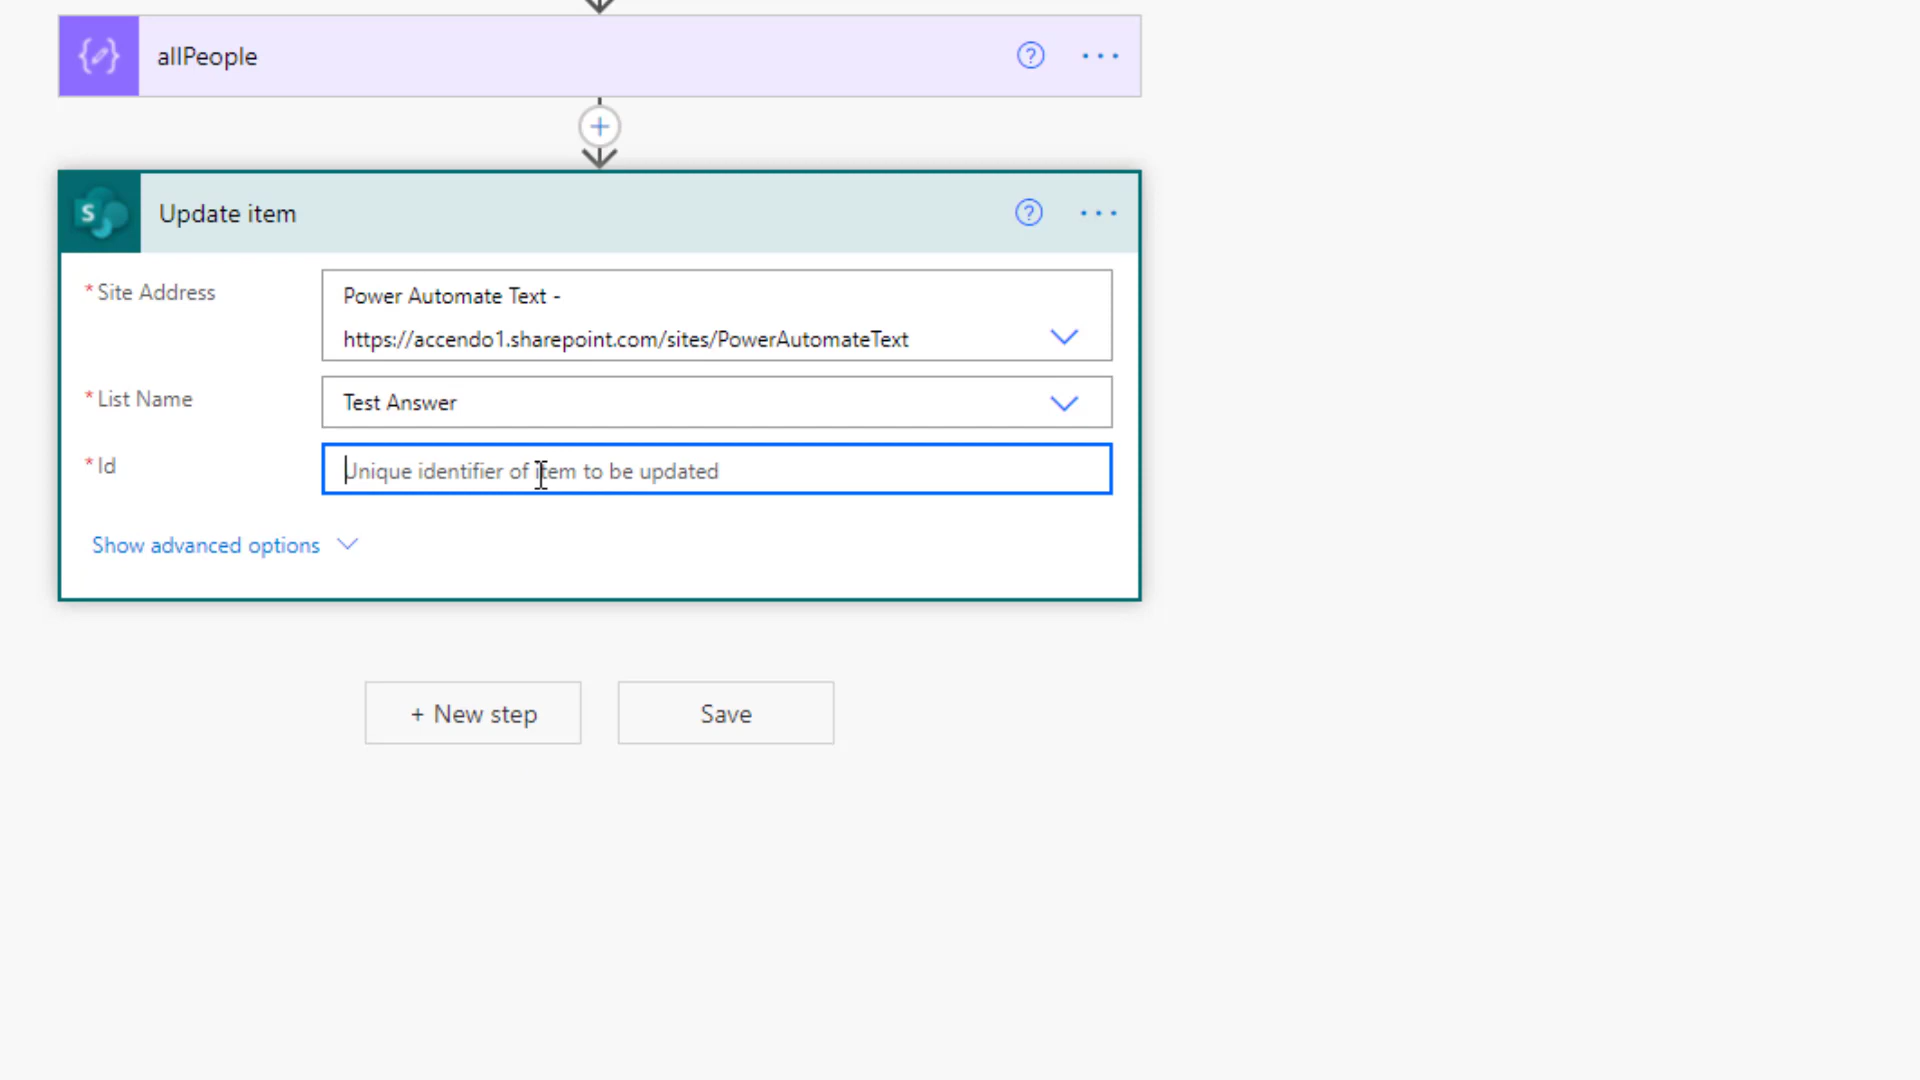 allPeople
Update item
* Site Address
Power Automate Text -
https://accendo1.sharepoint.com/sites/PowerAutomateText
* List Name
Test Answer
* Id
Unique identifier of item to be updated
Show advanced options
+ New step
Save